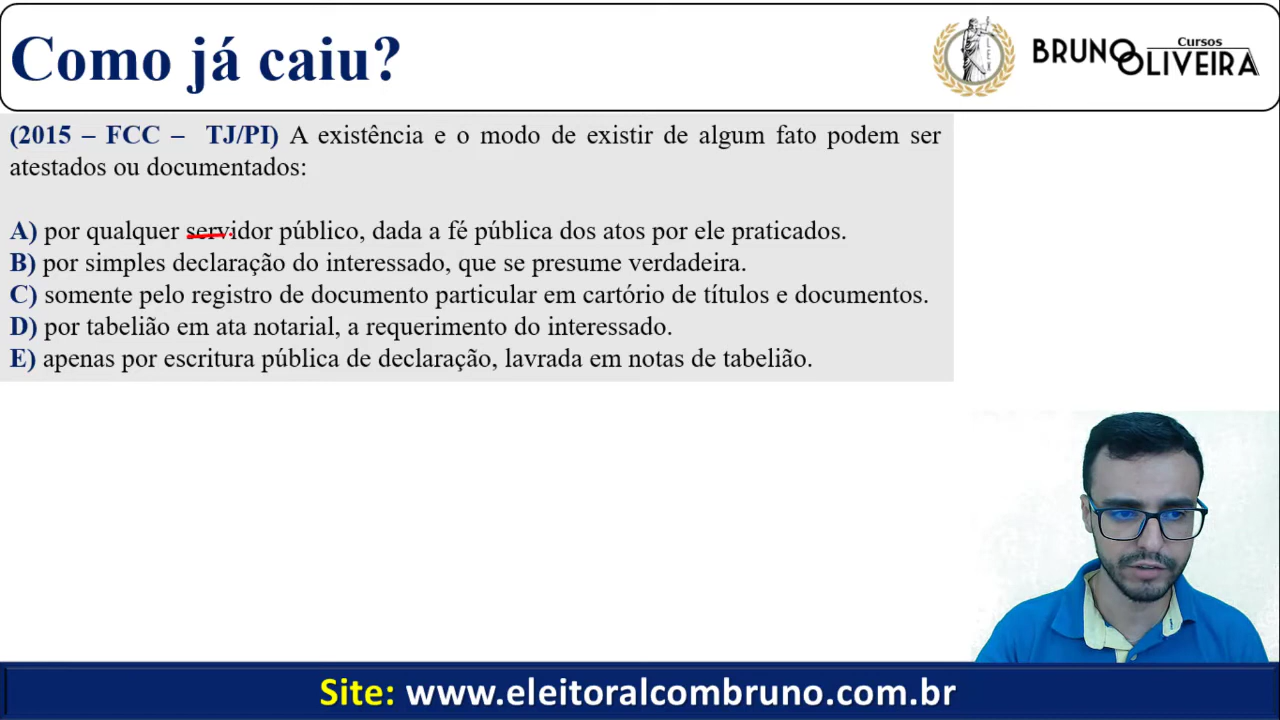 Como já caiu?
BRUNO Cursos
OLIVEIRA
(2015 – FCC – TJ/PI) A existência e o modo de existir de algum fato podem ser
atestados ou documentados:
A) por qualquer servidor público, dada a fé pública dos atos por ele praticados.
B) por simples declaração do interessado, que se presume verdadeira.
C) somente pelo registro de documento particular em cartório de títulos e documentos.
D) por tabelião em ata notarial, a requerimento do interessado.
E) apenas por escritura pública de declaração, lavrada em notas de tabelião.
Site: www.eleitoralcombruno.com.br